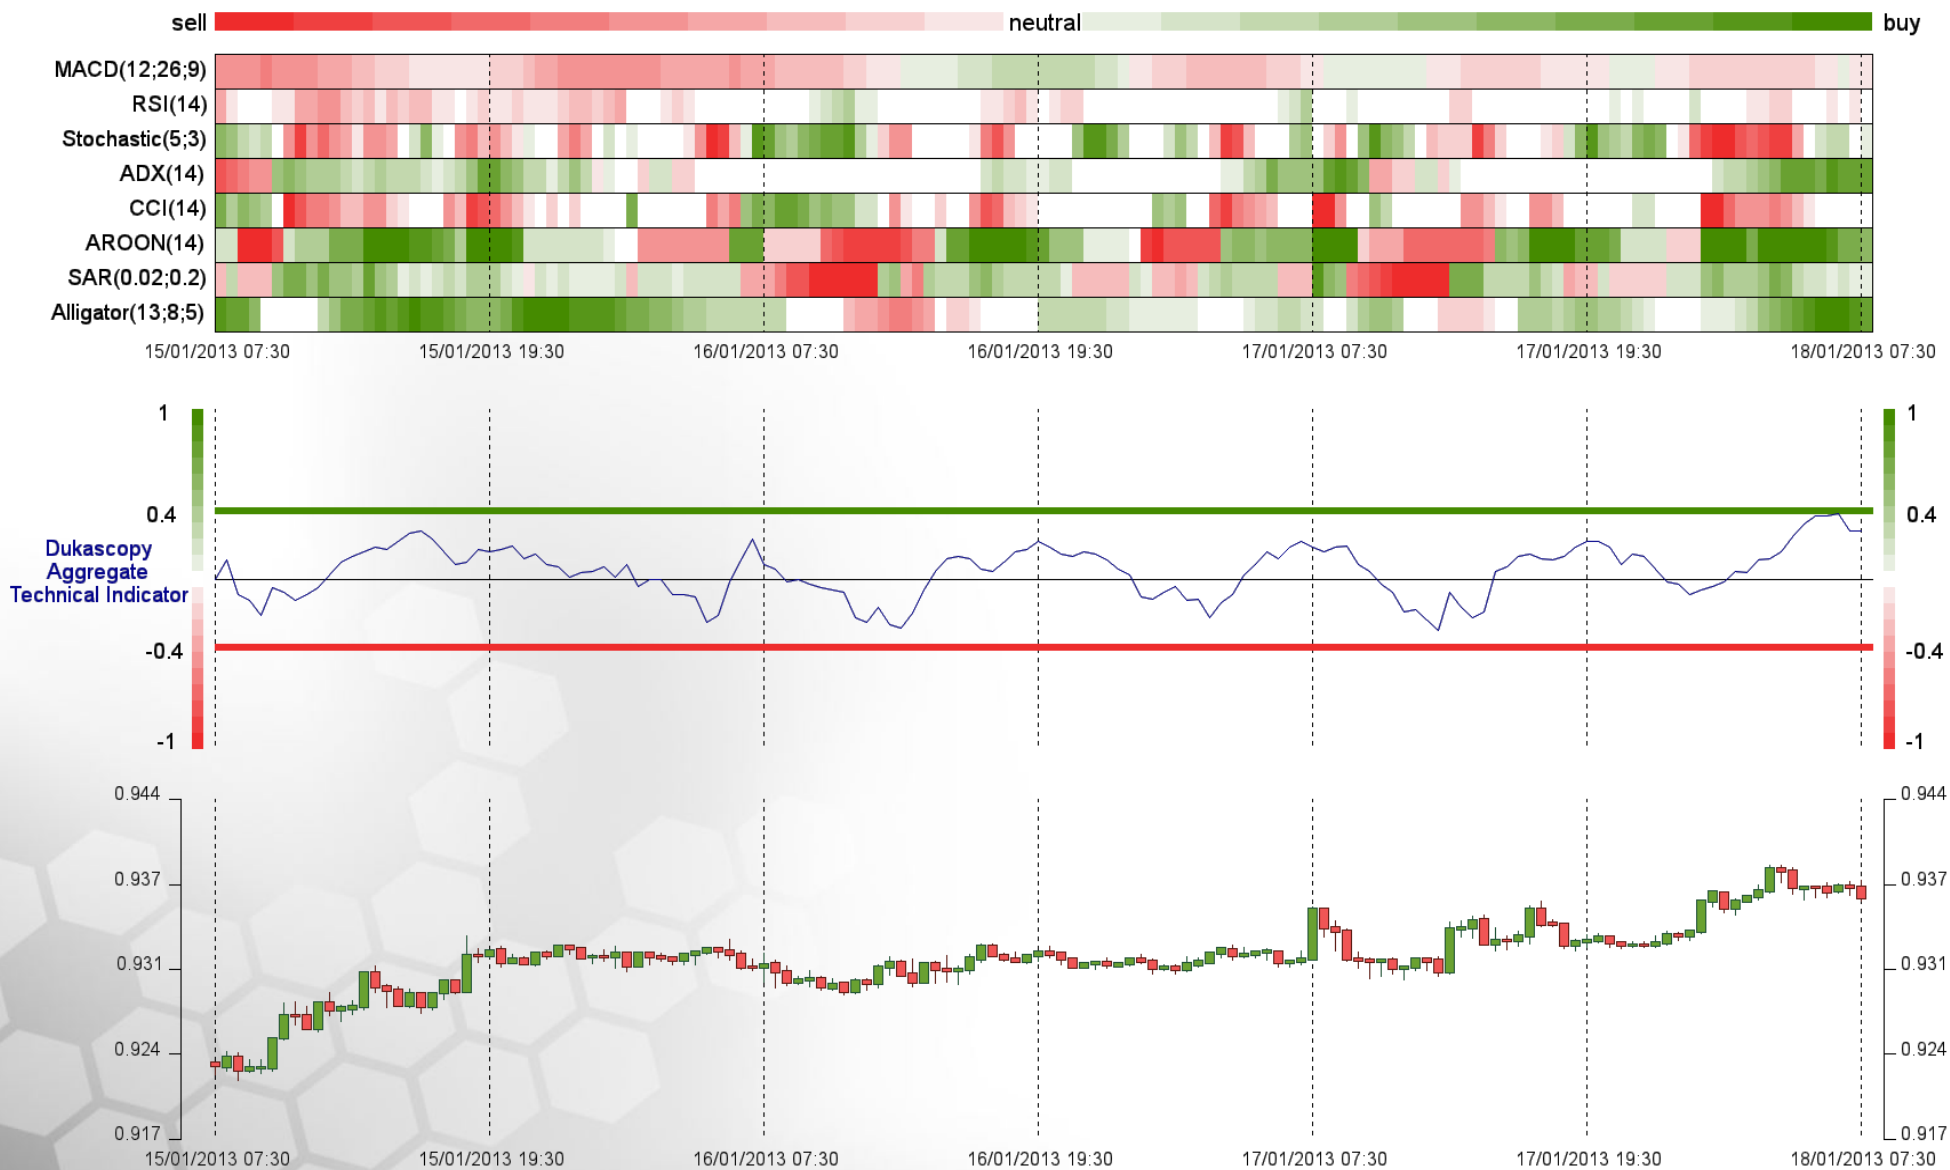 sell neutral buy
MACD(12;26;9)
RSI(14)
Stochastic(5;3)
ADX(14)
CCI(14)
AROON(14)
SAR(0.02;0.2)
Alligator(13;8;5)
15/01/2013 07:30 15/01/2013 19:30 16/01/2013 07:30 16/01/2013 19:30 17/01/2013 07:30 17/01/2013 19:30 18/01/2013 07:30
1 1
0.4 0.4
Dukascopy
Aggregate
Technical Indicator
-0.4 -0.4
-1 -1
0.944 0.944
0.937 0.937
0.931 0.931
0.924 0.924
0.917 0.917
15/01/2013 07:30 15/01/2013 19:30 16/01/2013 07:30 16/01/2013 19:30 17/01/2013 07:30 17/01/2013 19:30 18/01/2013 07:30